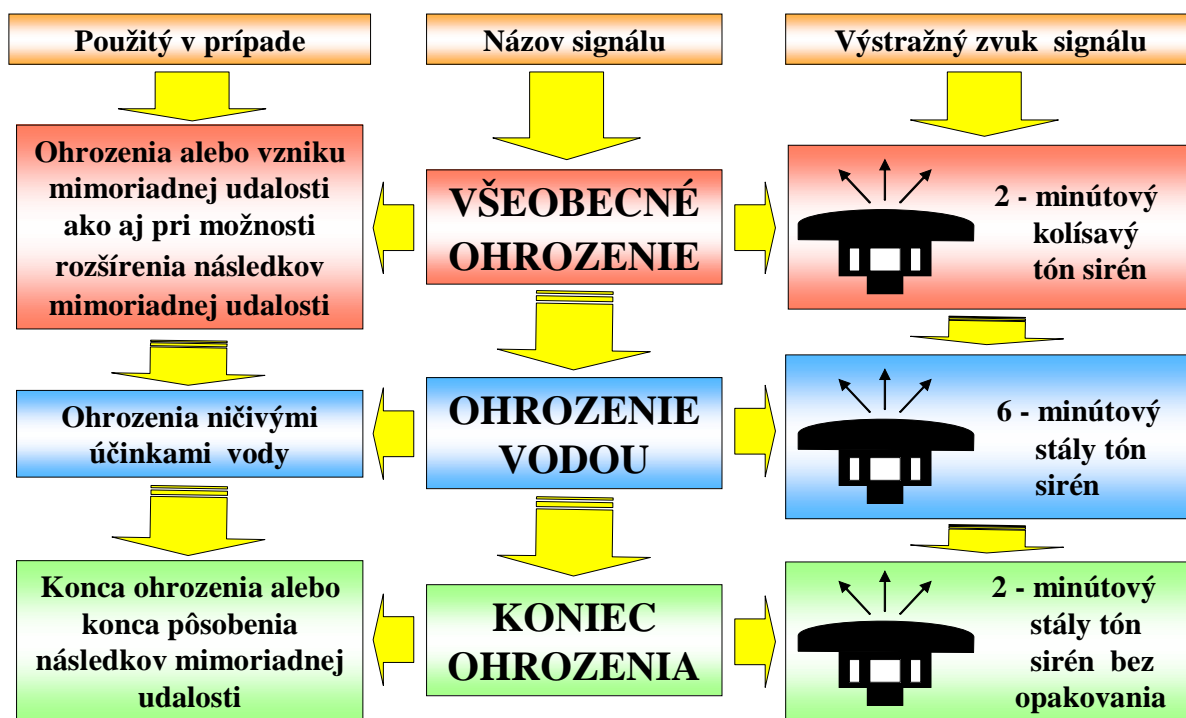 Použitý v prípade
Názov signálu
Výstražný zvuk signálu
Ohrozenia alebo vzniku
mimoriadnej udalosti
ako aj pri možnosti
rozšírenia následkov
mimoriadnej udalosti
VŠEOBECNÉ
OHROZENIE
2 - minútový
kolísavý
tón sirén
Ohrozenia ničivými
účinkami vody
OHROZENIE
VODOU
6 - minútový
stály tón
sirén
Konca ohrozenia alebo
konca pôsobenia
následkov mimoriadnej
udalosti
KONIEC
OHROZENIA
2 - minútový
stály tón
sirén bez
opakovania